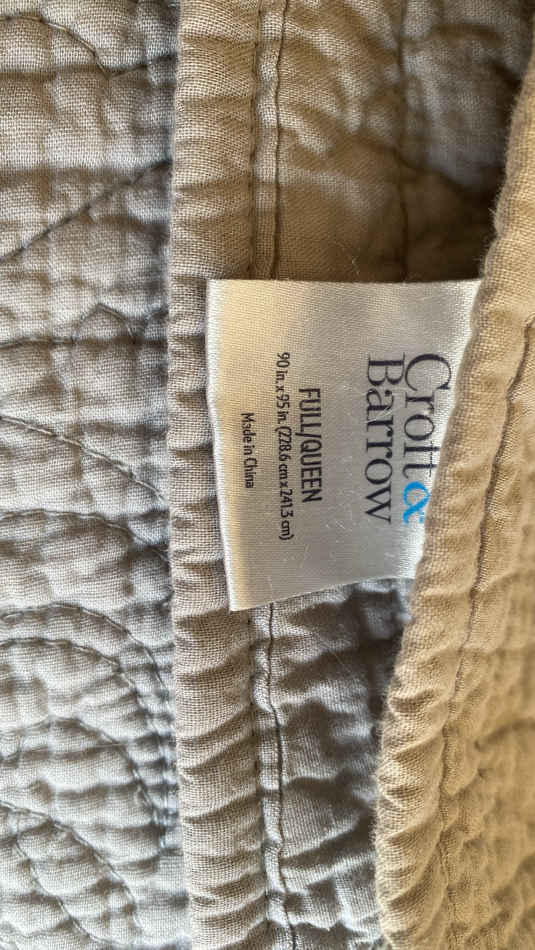 Croft &
Barrow
FULL/QUEEN
90 in. x 95 in. (228.6 cm x 241.3 cm)
Made in China